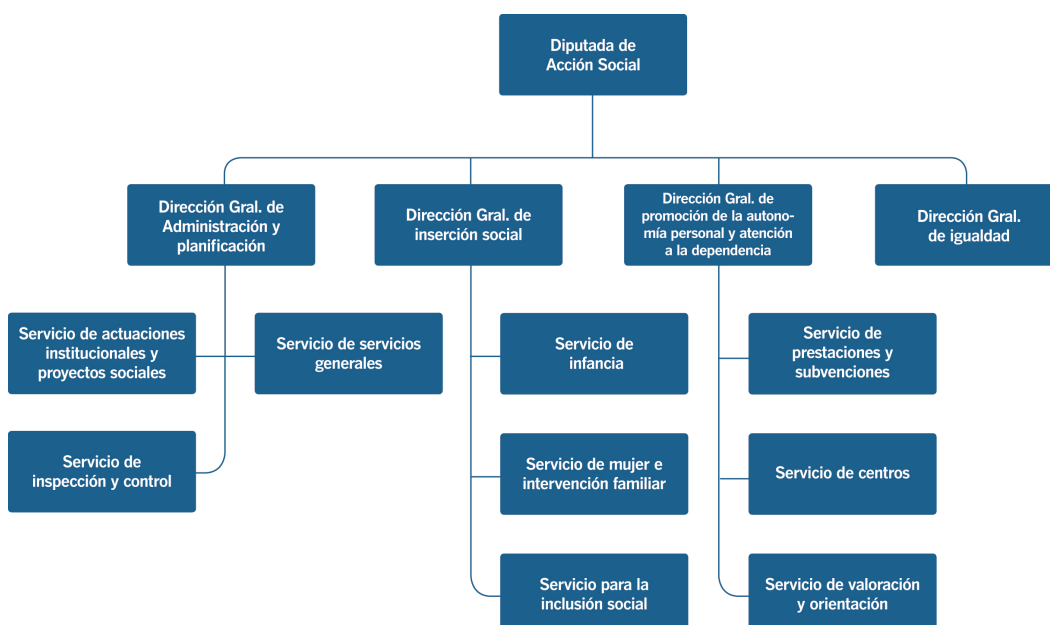 Diputada de
Acción Social
Dirección Gral. de
Administración y
planificación
Dirección Gral. de
inserción social
Dirección Gral. de
promoción de la autono-
mía personal y atención
a la dependencia
Dirección Gral.
de igualdad
Servicio de actuaciones
institucionales y
proyectos sociales
Servicio de servicios
generales
Servicio de
infancia
Servicio de
prestaciones y
subvenciones
Servicio de
inspección y control
Servicio de mujer e
intervención familiar
Servicio de centros
Servicio para la
inclusión social
Servicio de valoración
y orientación